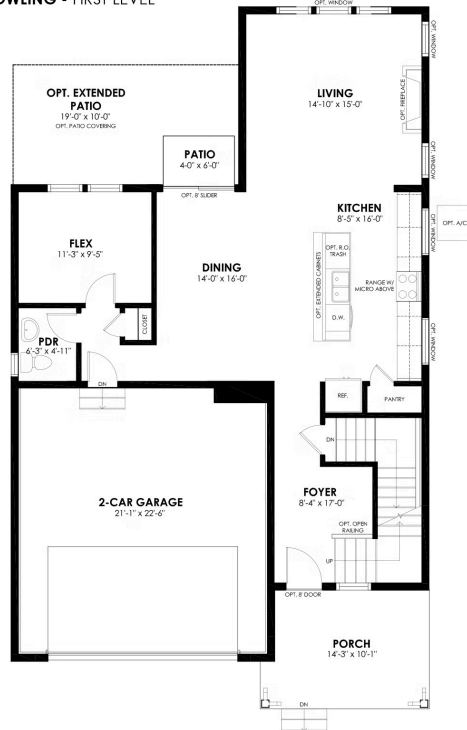 OWLING - FIRST LEVEL
OPT. WINDOW
OPT. WINDOW
LIVING
14'-10" x 15'-0"
OPT. FIREPLACE
OPT. EXTENDED
PATIO
19'-0" x 10'-0"
OPT. PATIO COVERING
PATIO
4-0" x 6'-0"
OPT. WINDOW
OPT. 8' SLIDER
KITCHEN
8'-5" x 16'-0"
OPT. WINDOW
OPT. A/C
FLEX
11'-3" x 9'-5"
DINING
14'-0" x 16'-0"
OPT. EXTENDED CABINETS
OPT. R.O.
TRASH
RANGE W/
MICRO ABOVE
D.W.
CLOSET
OPT. WINDOW
PDR
6'-3" x 4'-11"
DN
REF.
PANTRY
DN
2-CAR GARAGE
21'-1" x 22'-6"
FOYER
8'-4" x 17'-0"
OPT. OPEN
RAILING
UP
OPT. 8' DOOR
PORCH
14'-3" x 10'-1"
DN